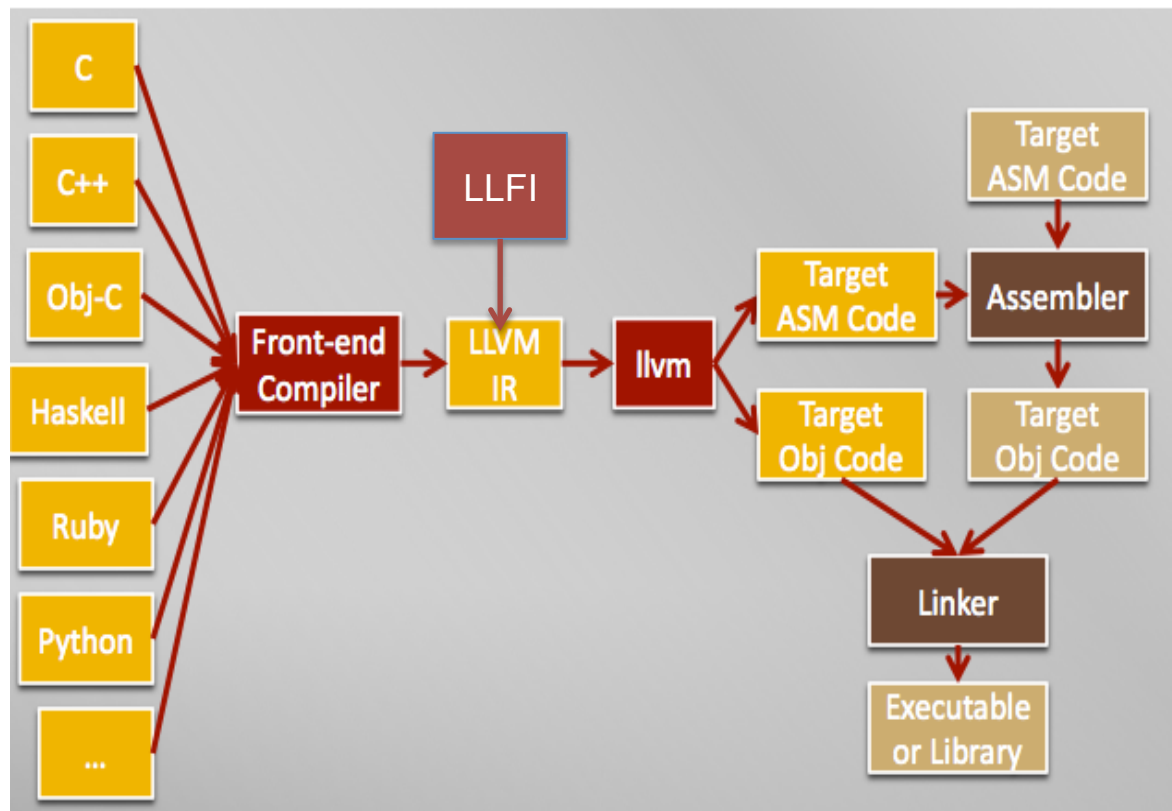 C
C++
Obj-C
Haskell
Ruby
Python
...
LLFI
Front-end
Compiler
LLVM
IR
llvm
Target
ASM Code
Target
Obj Code
Target
ASM Code
Assembler
Target
Obj Code
Linker
Executable
or Library